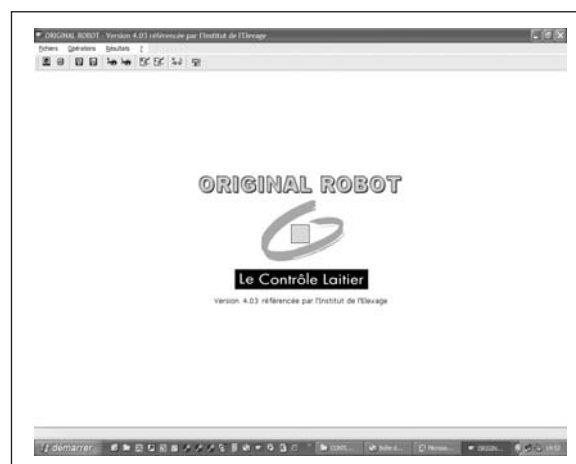 ORIGINAL ROBOT - Version 4.03 référencée par l'Institut de l'Elevage
Fichiers Opérations Résultats ?
ORIGINAL ROBOT
Le Contrôle Laitier
Version 4.03 référencée par l'Institut de l'Elevage
démarrer